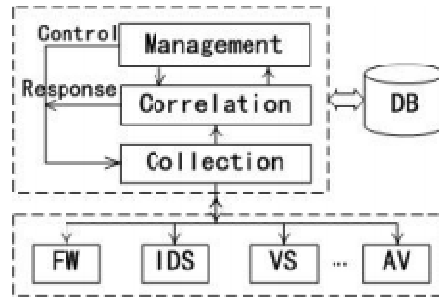 Control
Management
Response
Correlation
DB
Collection
FW IDS VS ... AV